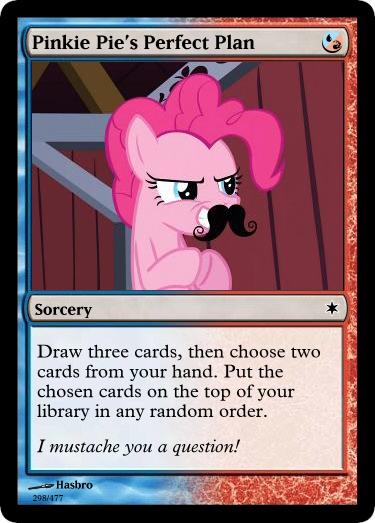 Pinkie Pie's Perfect Plan
Sorcery
Draw three cards, then choose two
cards from your hand. Put the
chosen cards on the top of your
library in any random order.
I mustache you a question!
Hasbro
298/477